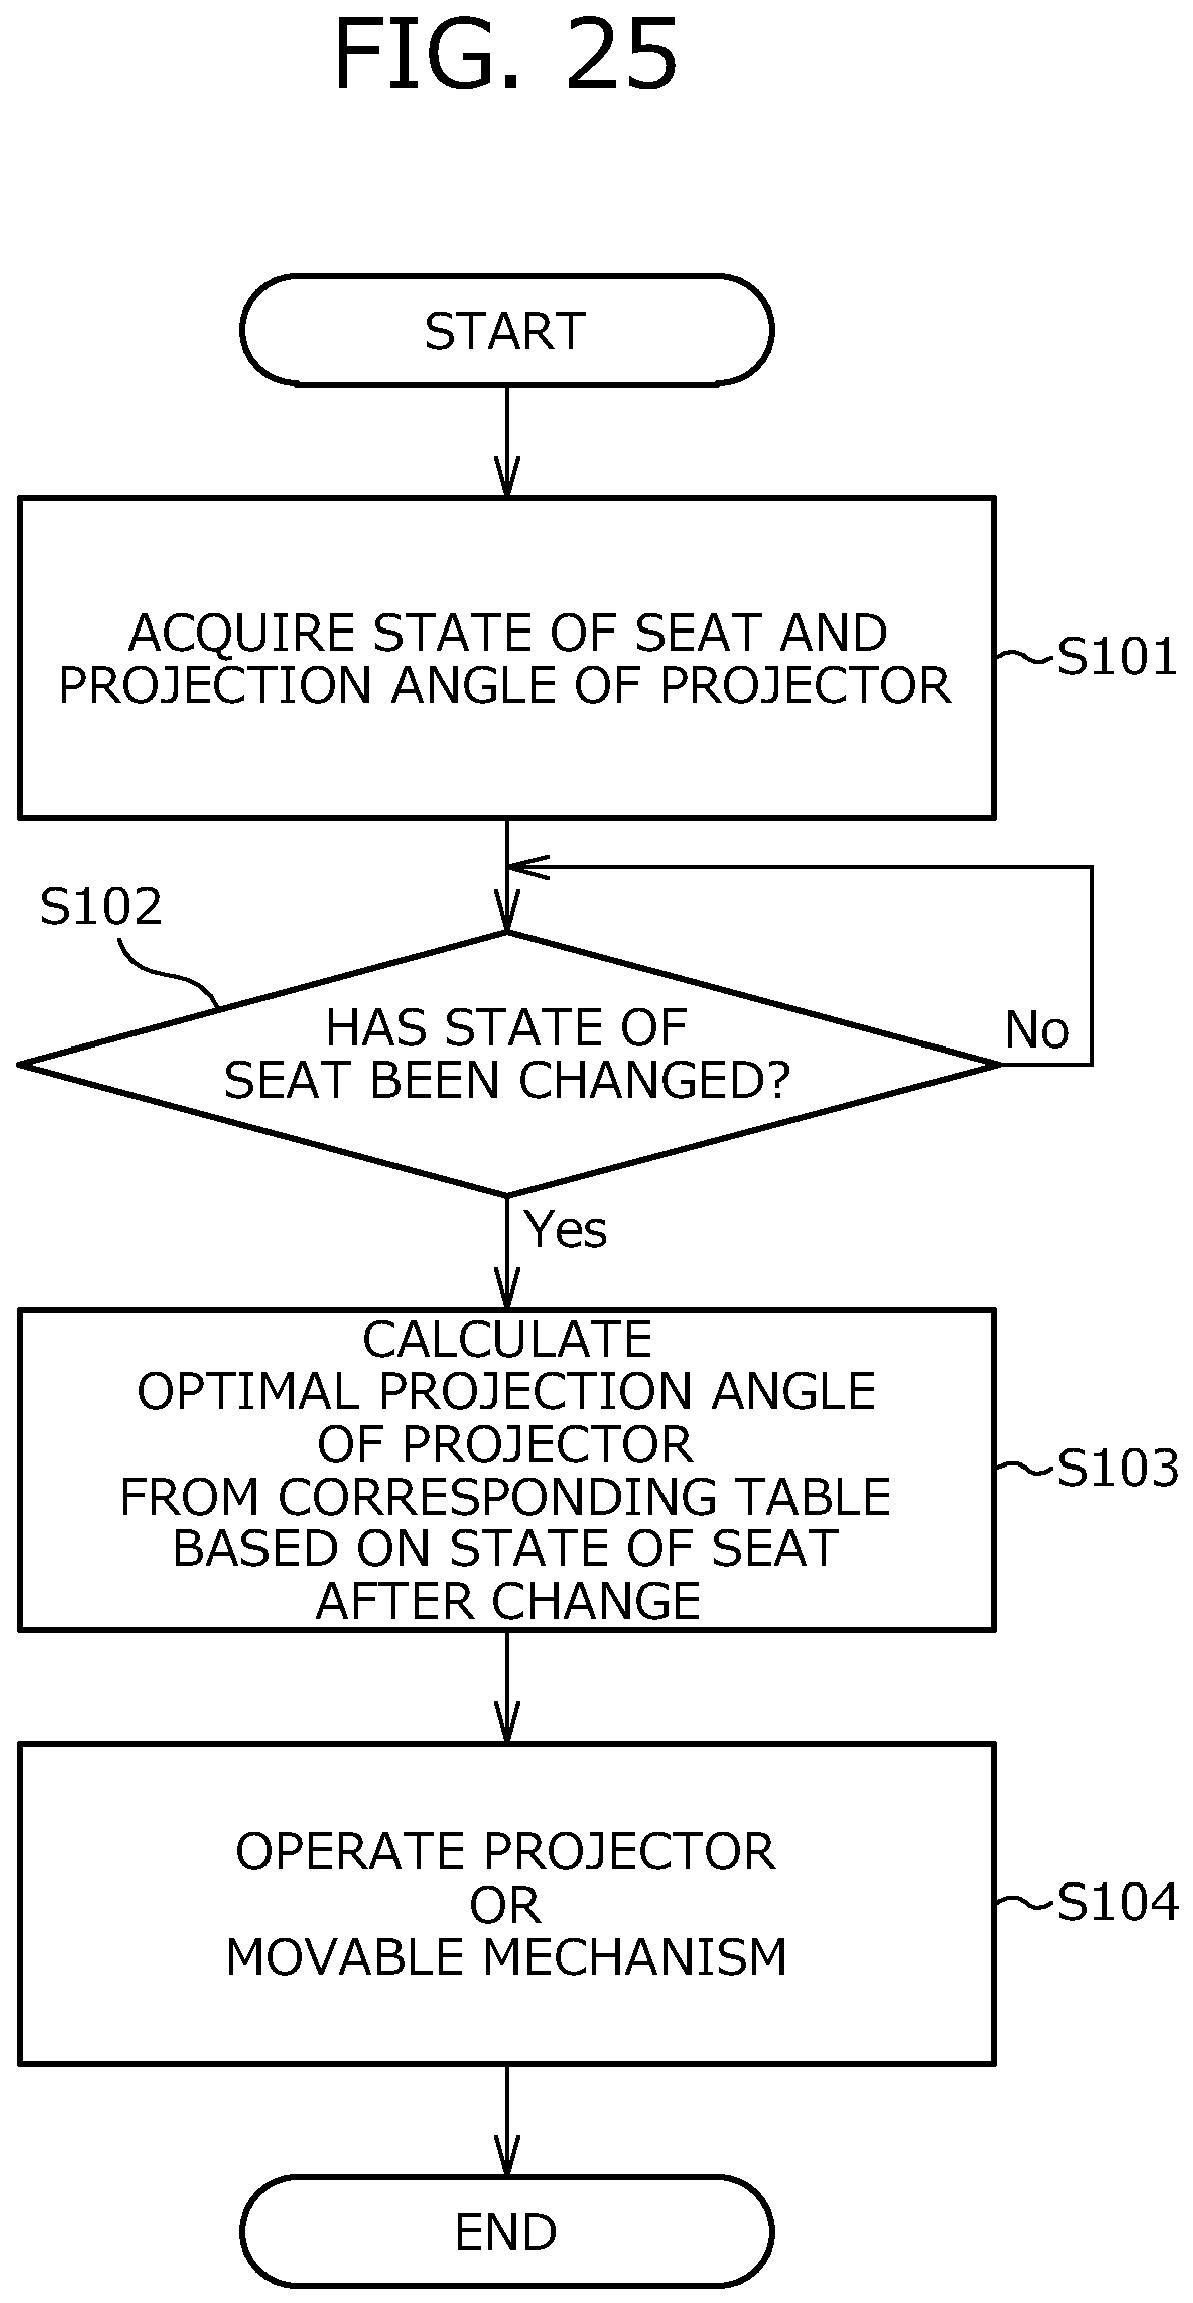 FIG. 25
START
ACQUIRE STATE OF SEAT AND
PROJECTION ANGLE OF PROJECTOR
S101
S102
HAS STATE OF
SEAT BEEN CHANGED?
No
Yes
CALCULATE
OPTIMAL PROJECTION ANGLE
OF PROJECTOR
FROM CORRESPONDING TABLE
BASED ON STATE OF SEAT
AFTER CHANGE
S103
OPERATE PROJECTOR
OR
MOVABLE MECHANISM
S104
END